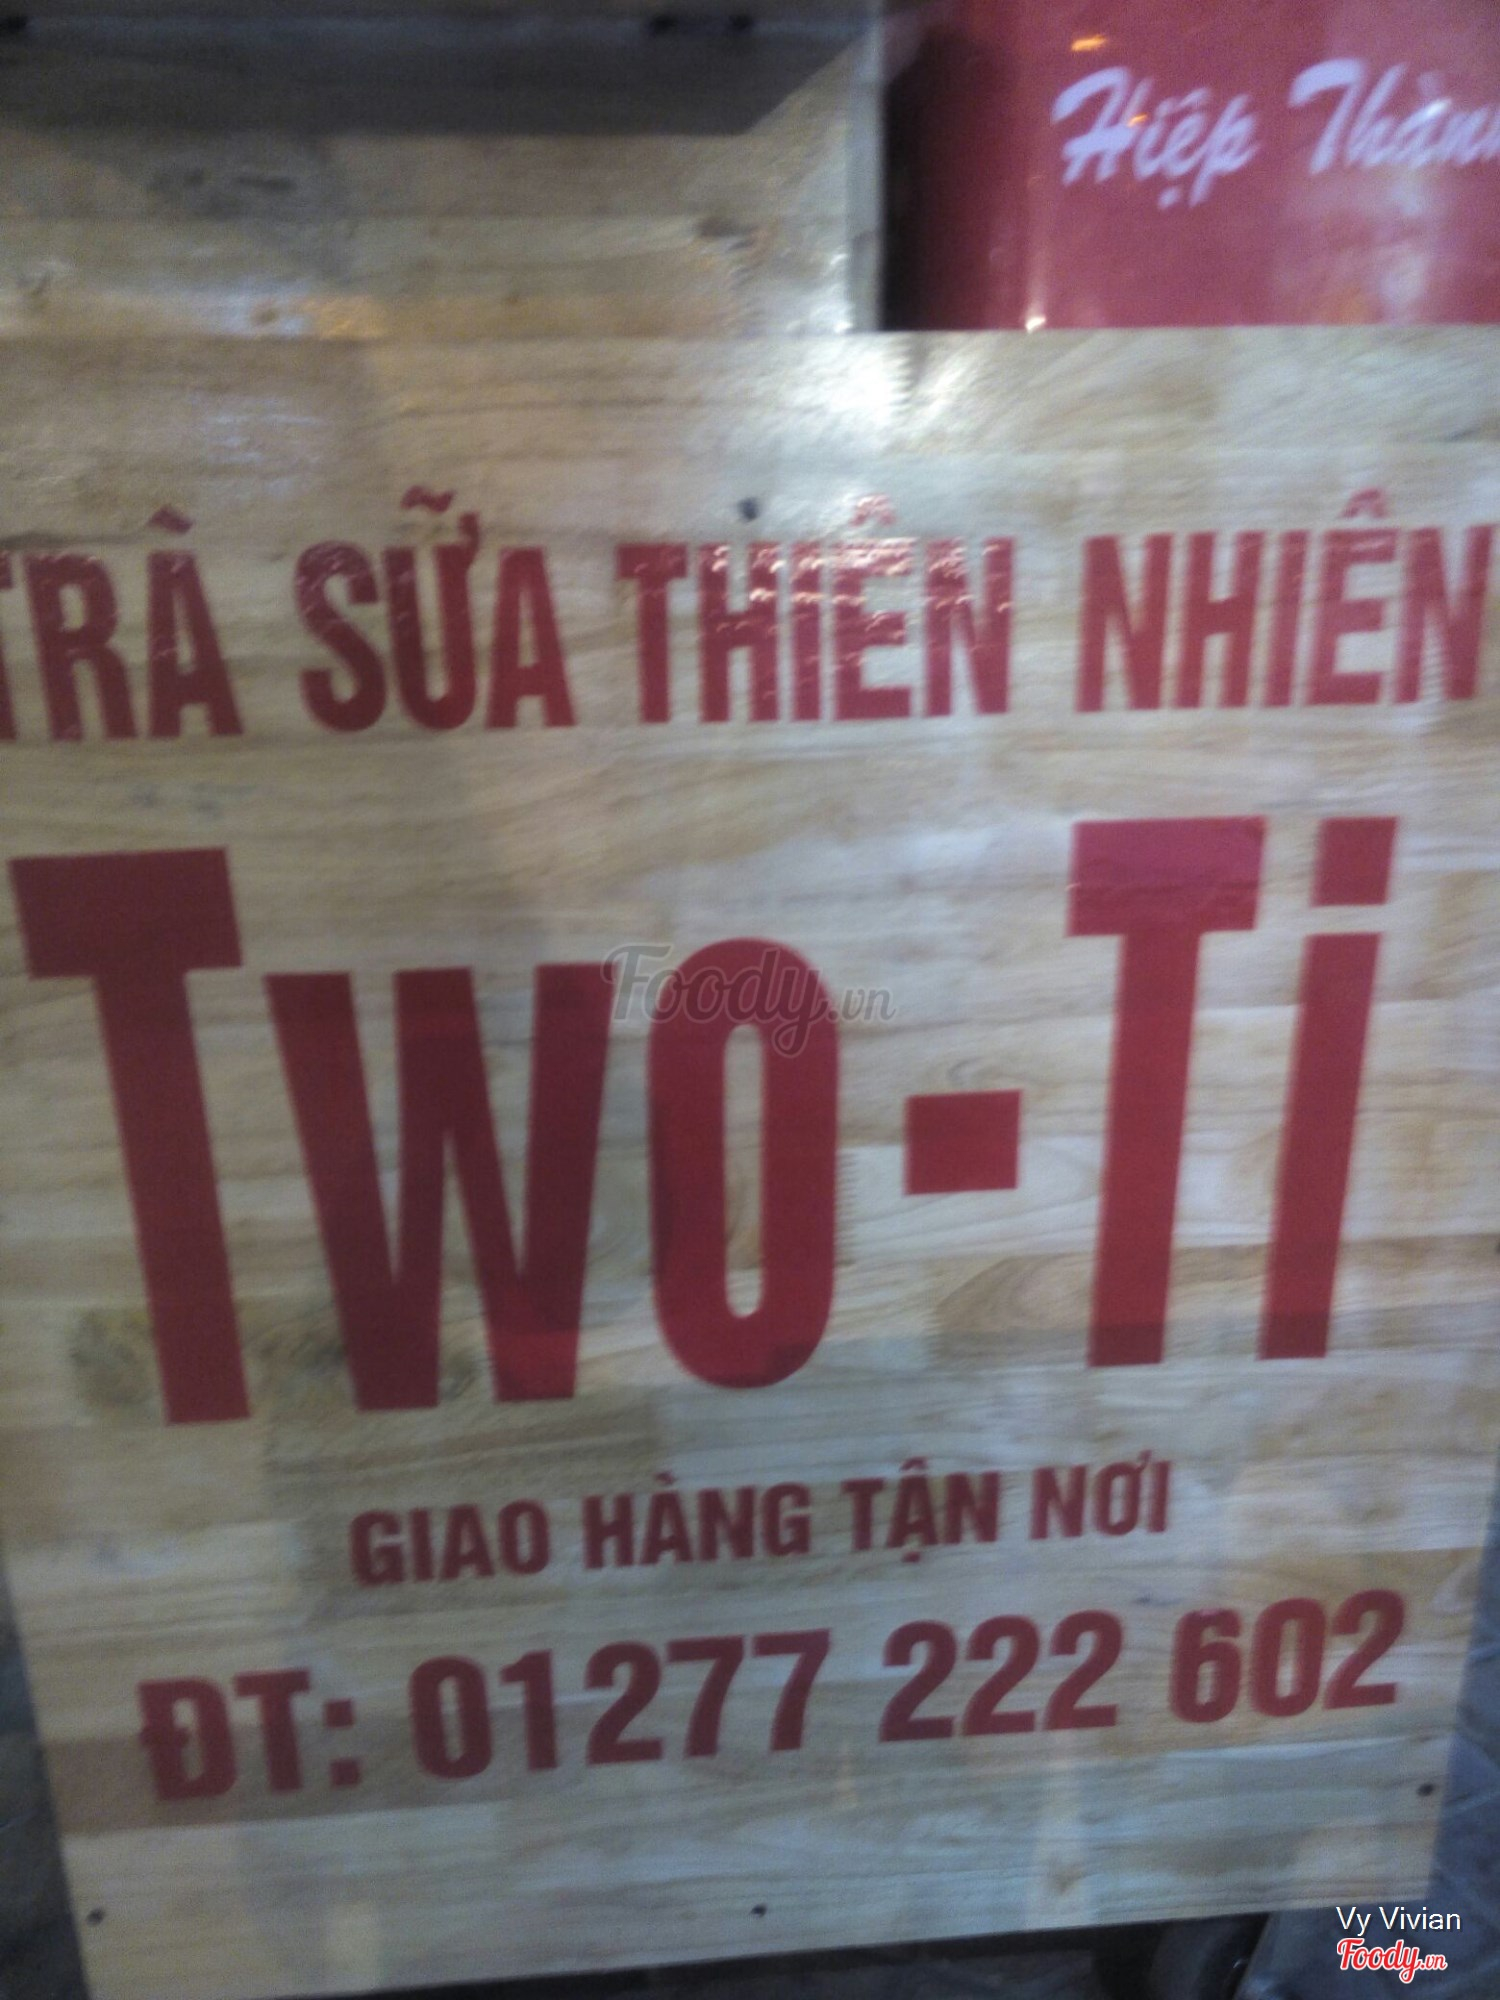 Hiệp Thàn
TRÀ SỮA THIÊN NHIÊN
TWO-Ti
Foody.vn
GIAO HÀNG TẬN NƠI
ĐT: 01277 222 602
Vy Vivian
Foody.vn